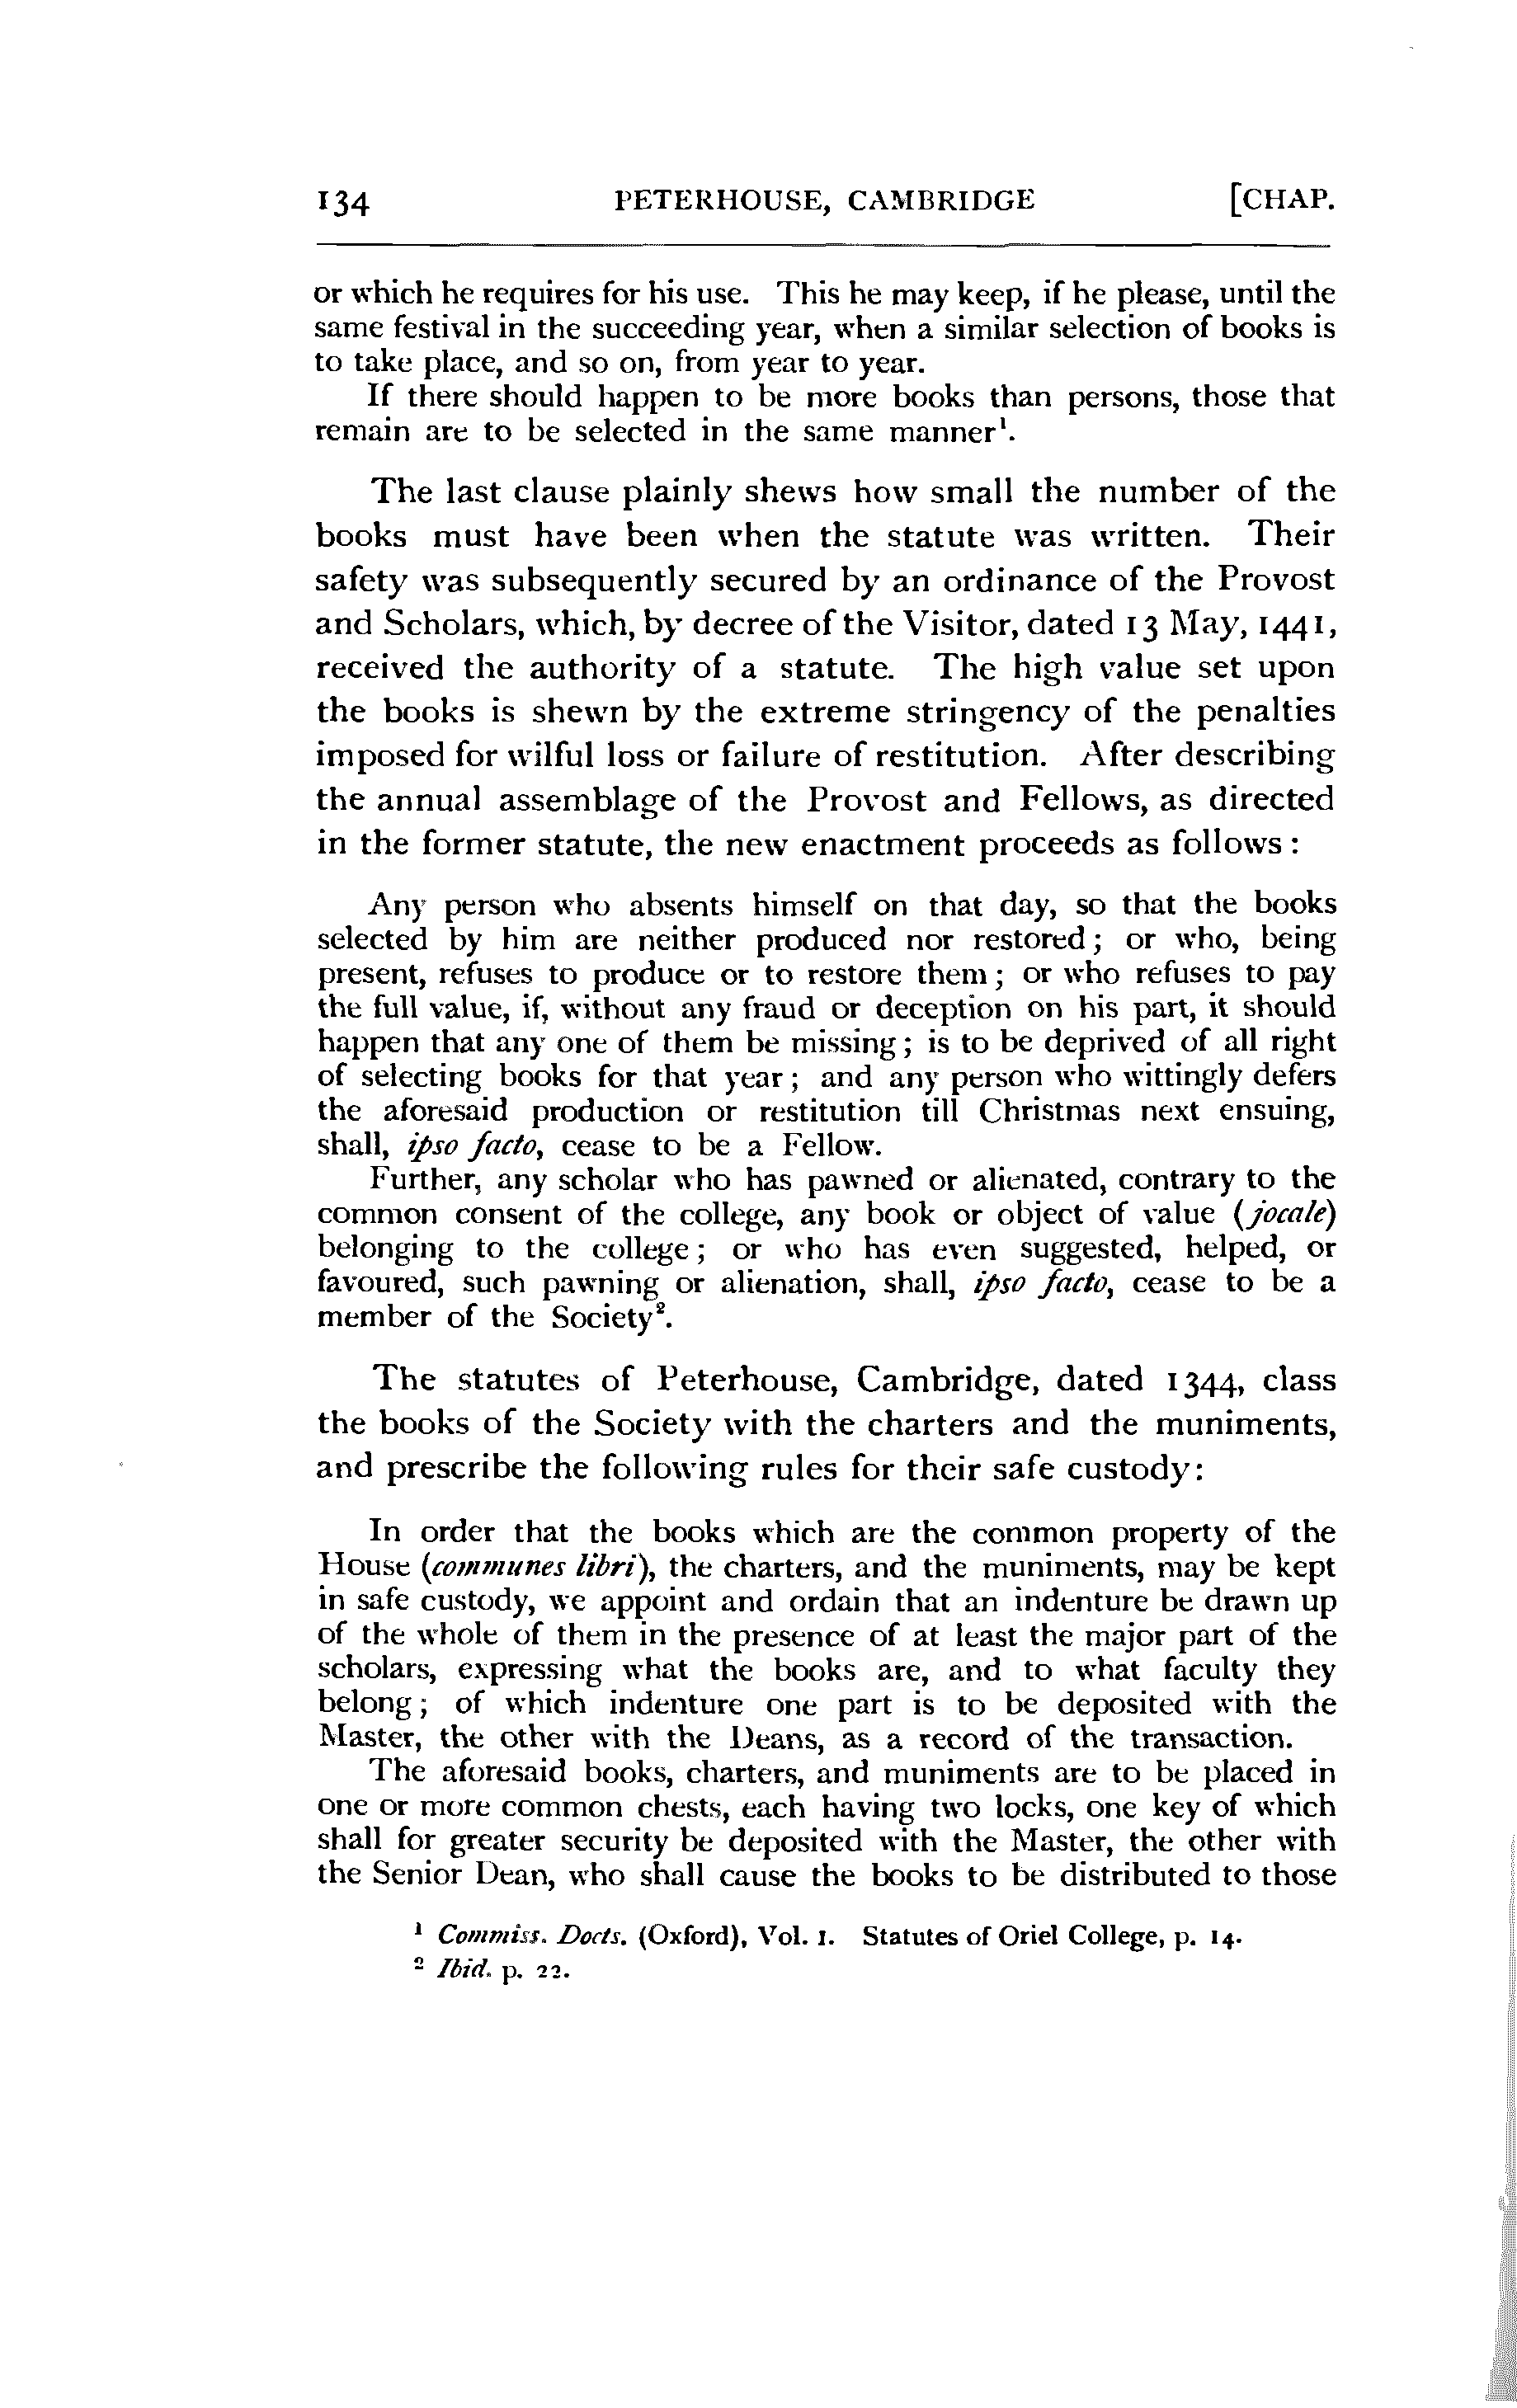 134 PETERHOUSE, CAMBRIDGE [CHAP.
or which he requires for his use. This he may keep, if he please, until the
same festival in the succeeding year, when a similar selection of books is
to take place, and so on, from year to year.
If there should happen to be more books than persons, those that
remain are to be selected in the same manner¹.
The last clause plainly shews how small the number of the
books must have been when the statute was written. Their
safety was subsequently secured by an ordinance of the Provost
and Scholars, which, by decree of the Visitor, dated 13 May, 1441,
received the authority of a statute. The high value set upon
the books is shewn by the extreme stringency of the penalties
imposed for wilful loss or failure of restitution. After describing
the annual assemblage of the Provost and Fellows, as directed
in the former statute, the new enactment proceeds as follows:
Any person who absents himself on that day, so that the books
selected by him are neither produced nor restored; or who, being
present, refuses to produce or to restore them; or who refuses to pay
the full value, if, without any fraud or deception on his part, it should
happen that any one of them be missing; is to be deprived of all right
of selecting books for that year; and any person who wittingly defers
the aforesaid production or restitution till Christmas next ensuing,
shall, ipso facto, cease to be a Fellow.
Further, any scholar who has pawned or alienated, contrary to the
common consent of the college, any book or object of value (jocale)
belonging to the college; or who has even suggested, helped, or
favoured, such pawning or alienation, shall, ipso facto, cease to be a
member of the Society².
The statutes of Peterhouse, Cambridge, dated 1344, class
the books of the Society with the charters and the muniments,
and prescribe the following rules for their safe custody:
In order that the books which are the common property of the
House (communes libri), the charters, and the muniments, may be kept
in safe custody, we appoint and ordain that an indenture be drawn up
of the whole of them in the presence of at least the major part of the
scholars, expressing what the books are, and to what faculty they
belong; of which indenture one part is to be deposited with the
Master, the other with the Deans, as a record of the transaction.
The aforesaid books, charters, and muniments are to be placed in
one or more common chests, each having two locks, one key of which
shall for greater security be deposited with the Master, the other with
the Senior Dean, who shall cause the books to be distributed to those
¹ Commiss. Docts. (Oxford), Vol. I. Statutes of Oriel College, p. 14.
² Ibid. p. 22.